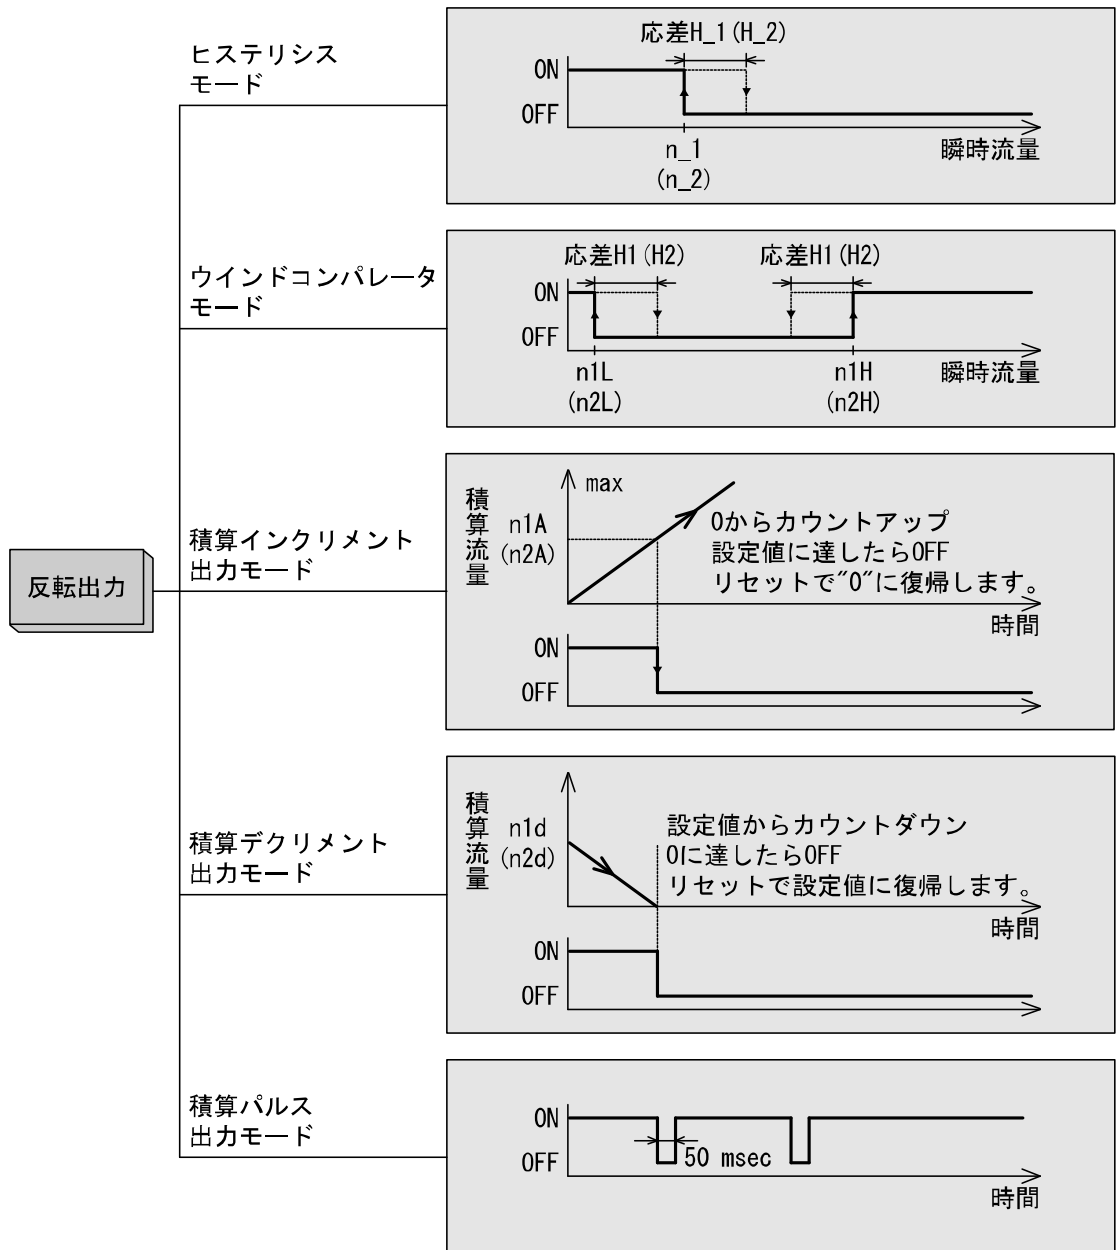 反転出力
ヒステリシス
モード
応差H_1(H_2)
ON
OFF
n_1
(n_2)
瞬時流量
ウインドコンパレータ
モード
応差H1(H2)
応差H1(H2)
ON
OFF
n1L
(n2L)
n1H
(n2H)
瞬時流量
積算インクリメント
出力モード
積算流量
max
n1A
(n2A)
0からカウントアップ
設定値に達したらOFF
リセットで"0"に復帰します。
時間
ON
OFF
積算デクリメント
出力モード
積算流量
n1d
(n2d)
設定値からカウントダウン
0に達したらOFF
リセットで設定値に復帰します。
時間
ON
OFF
積算パルス
出力モード
ON
OFF
50 msec
時間